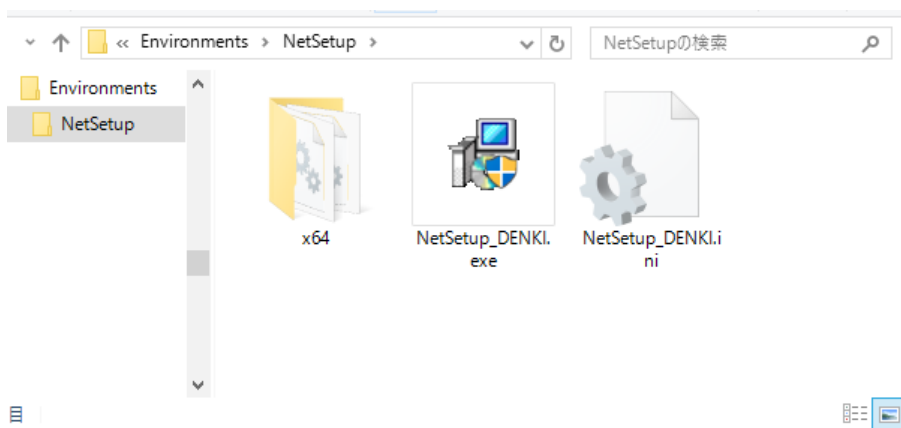 « Environments > NetSetup >
NetSetupの検索
Environments
NetSetup
x64
NetSetup_DENKI.
exe
NetSetup_DENKI.i
ni